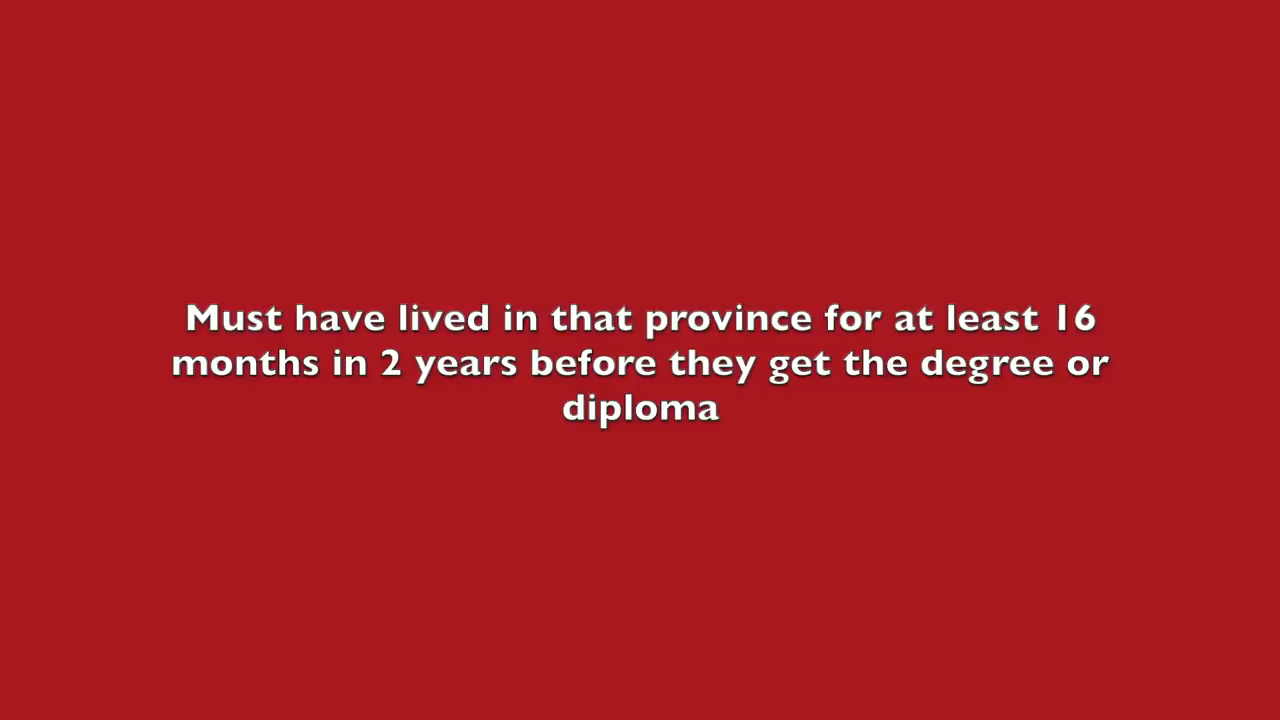 Must have lived in that province for at least 16
months in 2 years before they get the degree or
diploma